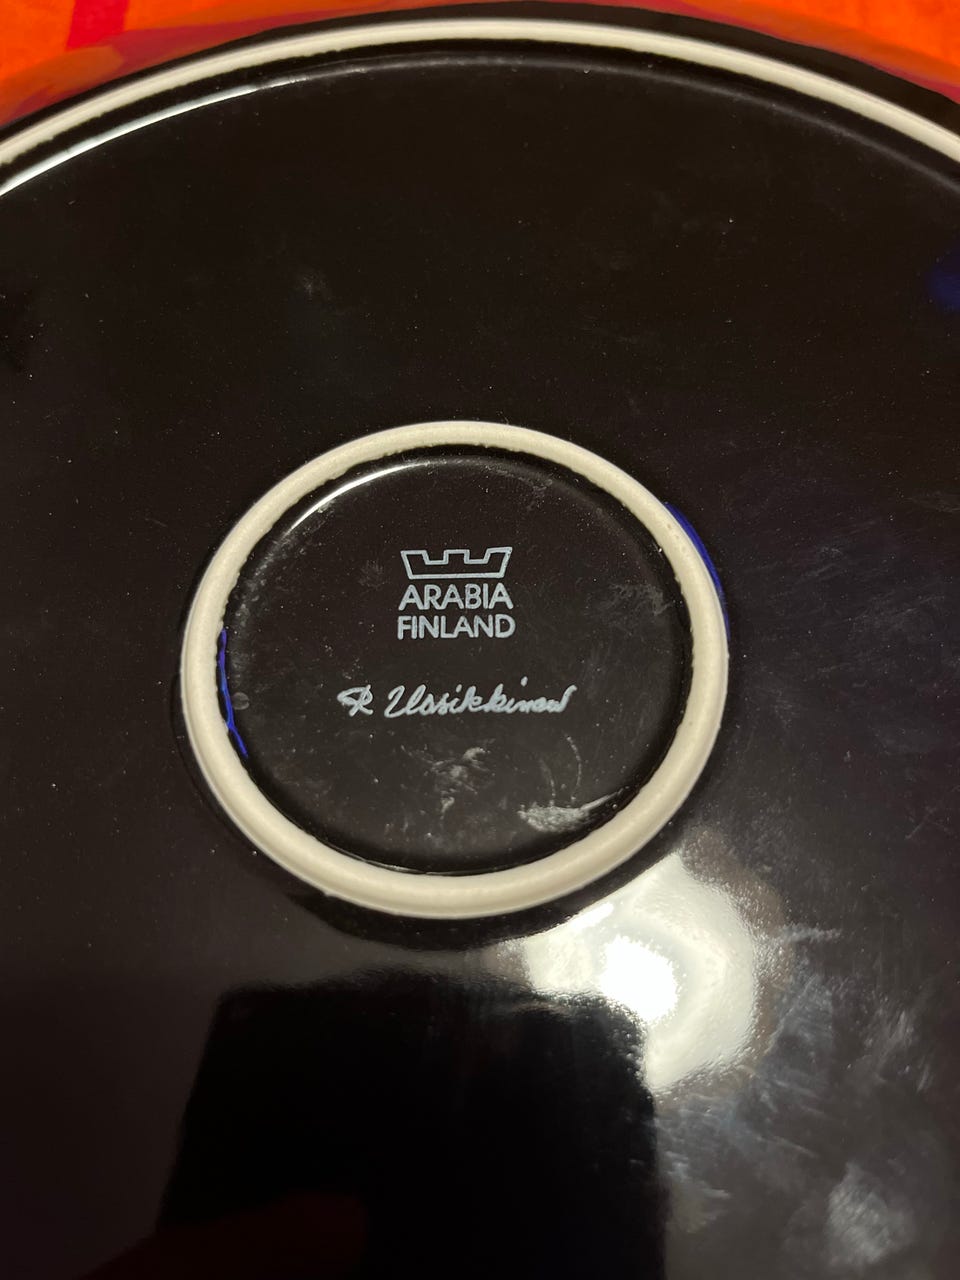 ARABIA
FINLAND
R Uosikkinen